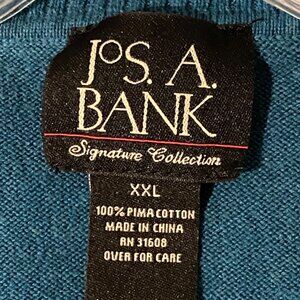 JOS. A.
BANK
Signature Collection
XXL
100% PIMA COTTON
MADE IN CHINA
RN 31608
OVER FOR CARE